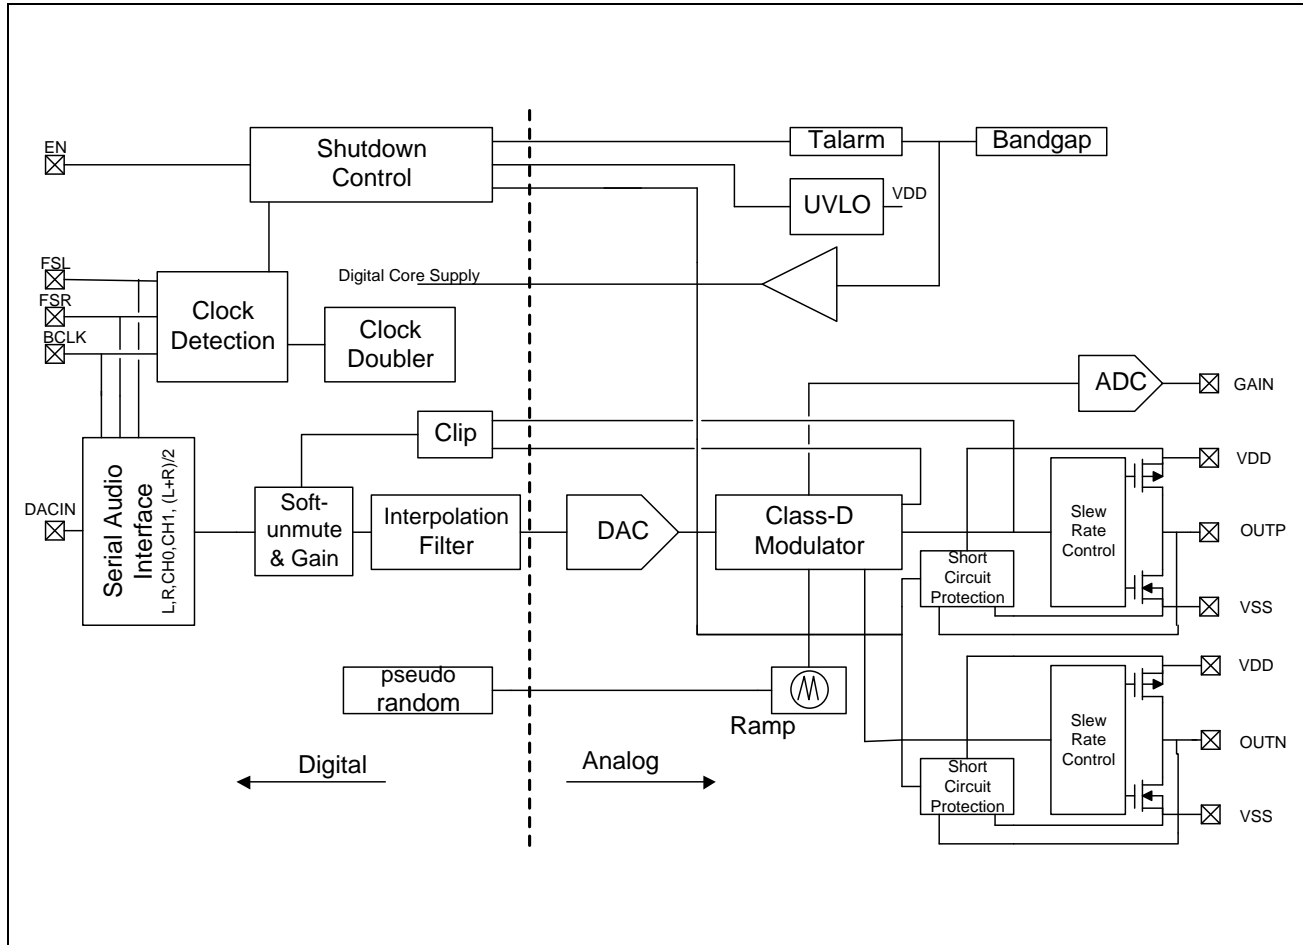 EN
Shutdown
Control
Talarm
Bandgap
UVLO
VDD
FSL
FSR
BCLK
Clock
Detection
Clock
Doubler
Digital Core Supply
ADC
GAIN
Clip
VDD
DACIN
Serial Audio
Interface
L,R,CH0,CH1, (L+R)/2
Soft-
unmute
& Gain
Interpolation
Filter
DAC
Class-D
Modulator
Slew
Rate
Control
OUTP
Short
Circuit
Protection
VSS
pseudo
random
Ramp
VDD
Slew
Rate
Control
OUTN
Short
Circuit
Protection
VSS
Digital
Analog